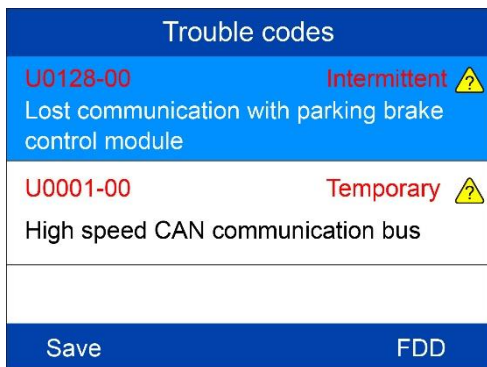 Trouble codes
U0128-00 Intermittent ?
Lost communication with parking brake
control module
U0001-00 Temporary ?
High speed CAN communication bus
Save FDD